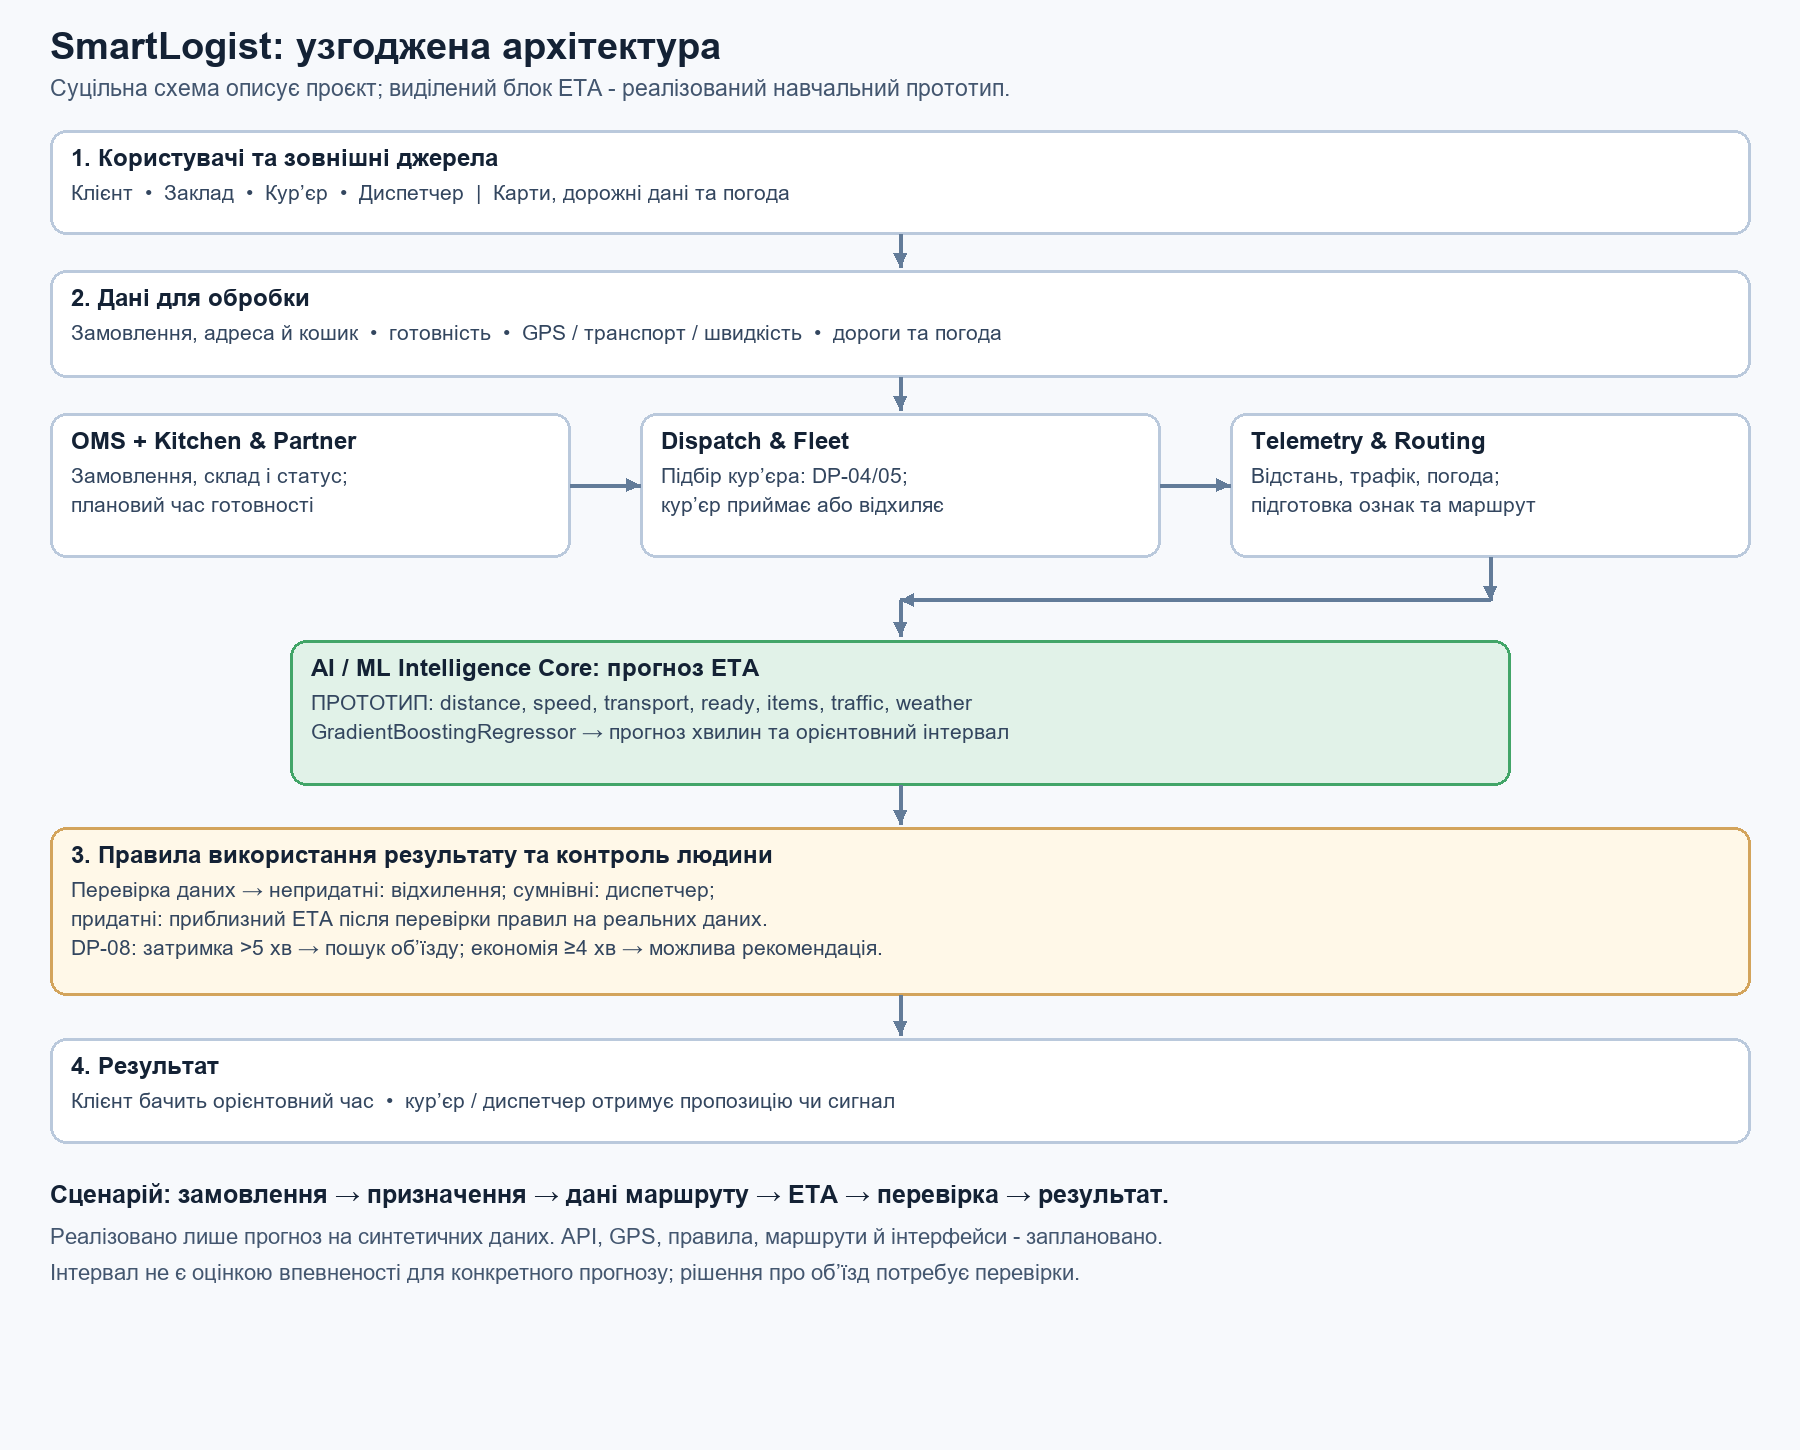 SmartLogist: узгоджена архітектура
Суцільна схема описує проєкт; виділений блок ETA - реалізований навчальний прототип.
1. Користувачі та зовнішні джерела
Клієнт • Заклад • Кур’єр • Диспетчер | Карти, дорожні дані та погода
2. Дані для обробки
Замовлення, адреса й кошик • готовність • GPS / транспорт / швидкість • дороги та погода
OMS + Kitchen & Partner
Замовлення, склад і статус;
плановий час готовності
Dispatch & Fleet
Підбір кур’єра: DP-04/05;
кур’єр приймає або відхиляє
Telemetry & Routing
Відстань, трафік, погода;
підготовка ознак та маршрут
AI / ML Intelligence Core: прогноз ETA
ПРОТОТИП: distance, speed, transport, ready, items, traffic, weather
GradientBoostingRegressor → прогноз хвилин та орієнтовний інтервал
3. Правила використання результату та контроль людини
Перевірка даних → непридатні: відхилення; сумнівні: диспетчер;
придатні: приблизний ETA після перевірки правил на реальних даних.
DP-08: затримка >5 хв → пошук об’їзду; економія ≥4 хв → можлива рекомендація.
4. Результат
Клієнт бачить орієнтовний час • кур’єр / диспетчер отримує пропозицію чи сигнал
Сценарій: замовлення → призначення → дані маршруту → ETA → перевірка → результат.
Реалізовано лише прогноз на синтетичних даних. API, GPS, правила, маршрути й інтерфейси - заплановано.
Інтервал не є оцінкою впевненості для конкретного прогнозу; рішення про об’їзд потребує перевірки.